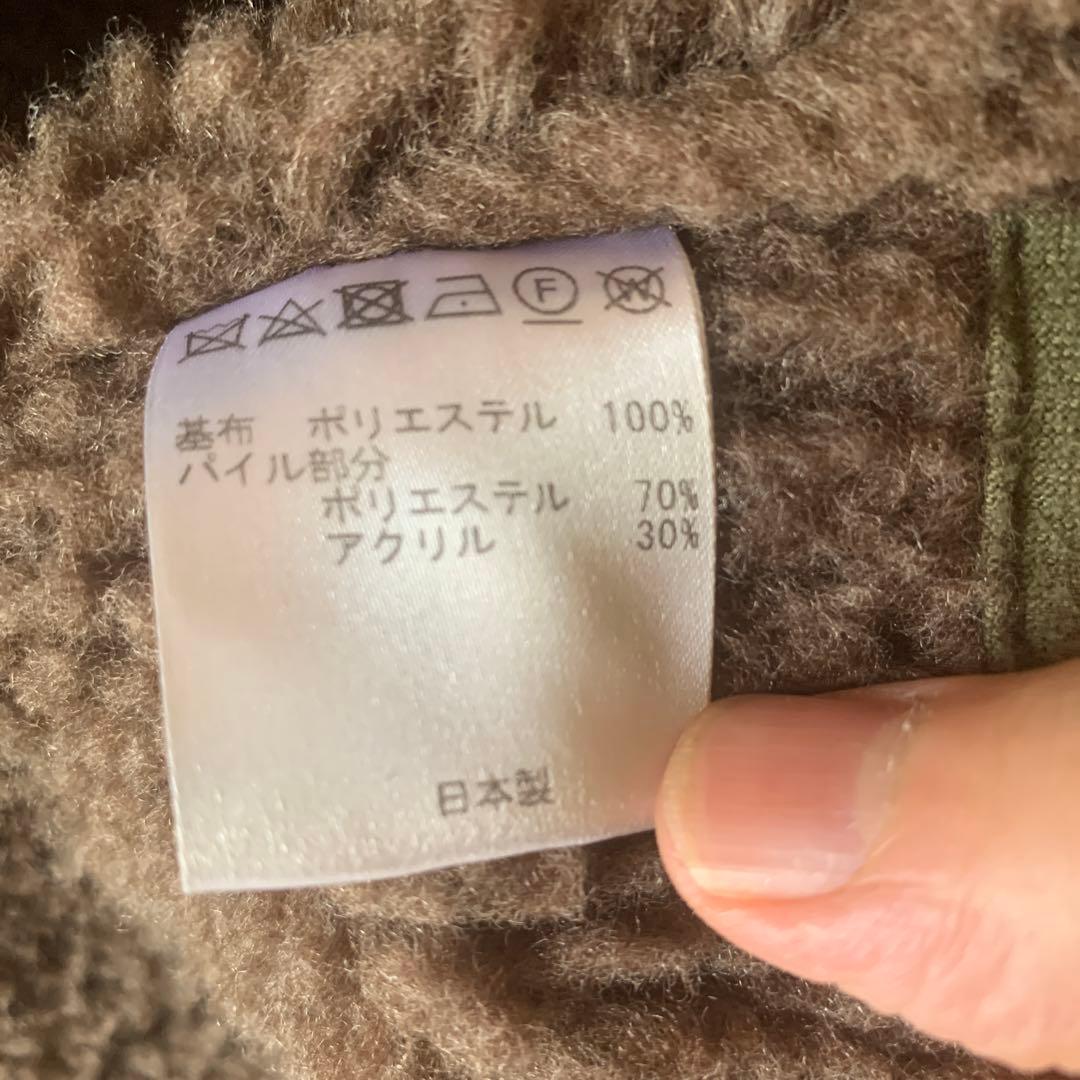 F W
基布 ポリエステル 100%
パイル部分
ポリエステル 70%
アクリル 30%
日本製